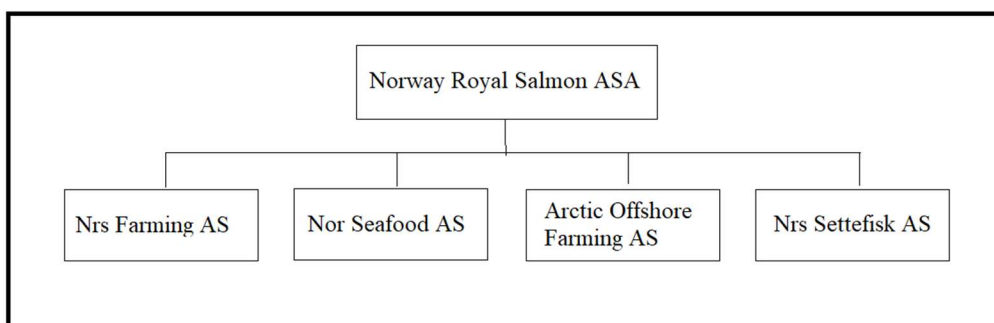 Norway Royal Salmon ASA
Nrs Farming AS
Nor Seafood AS
Arctic Offshore
Farming AS
Nrs Settefisk AS